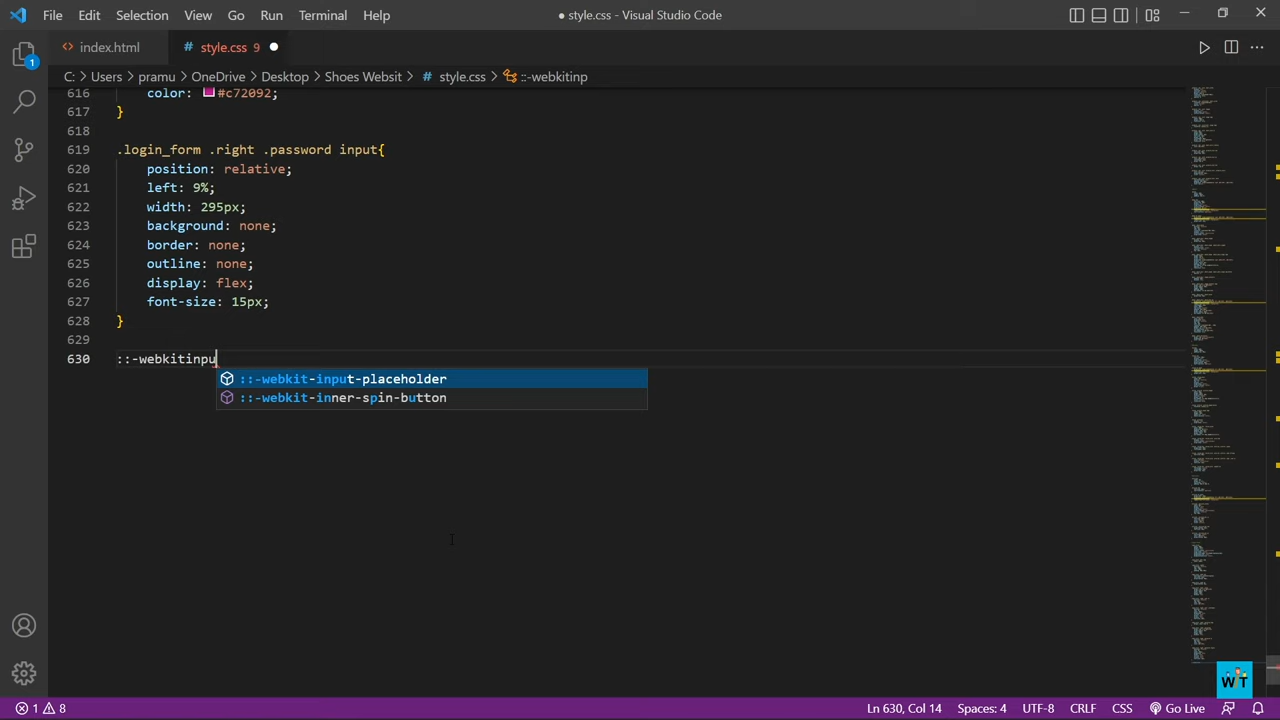 File Edit Selection View Go Run Terminal Help ● style.css - Visual Studio Code
1 <> index.html # style.css 9 ●
C: > Users > pramu > OneDrive > Desktop > Shoes Websit > # style.css > ::-webkitinp
616 color: #c72092;
617 }
618
619 .login_form .right .password input{
620 position: relative;
621 left: 9%;
622 width: 295px;
623 background: none;
624 border: none;
625 outline: none;
626 display: flex;
627 font-size: 15px;
628 }
629
630 ::-webkitinpu
::-webkit-input-placeholder
::-webkit-inner-spin-button
WT
1 8 Ln 630, Col 14 Spaces: 4 UTF-8 CRLF CSS Go Live